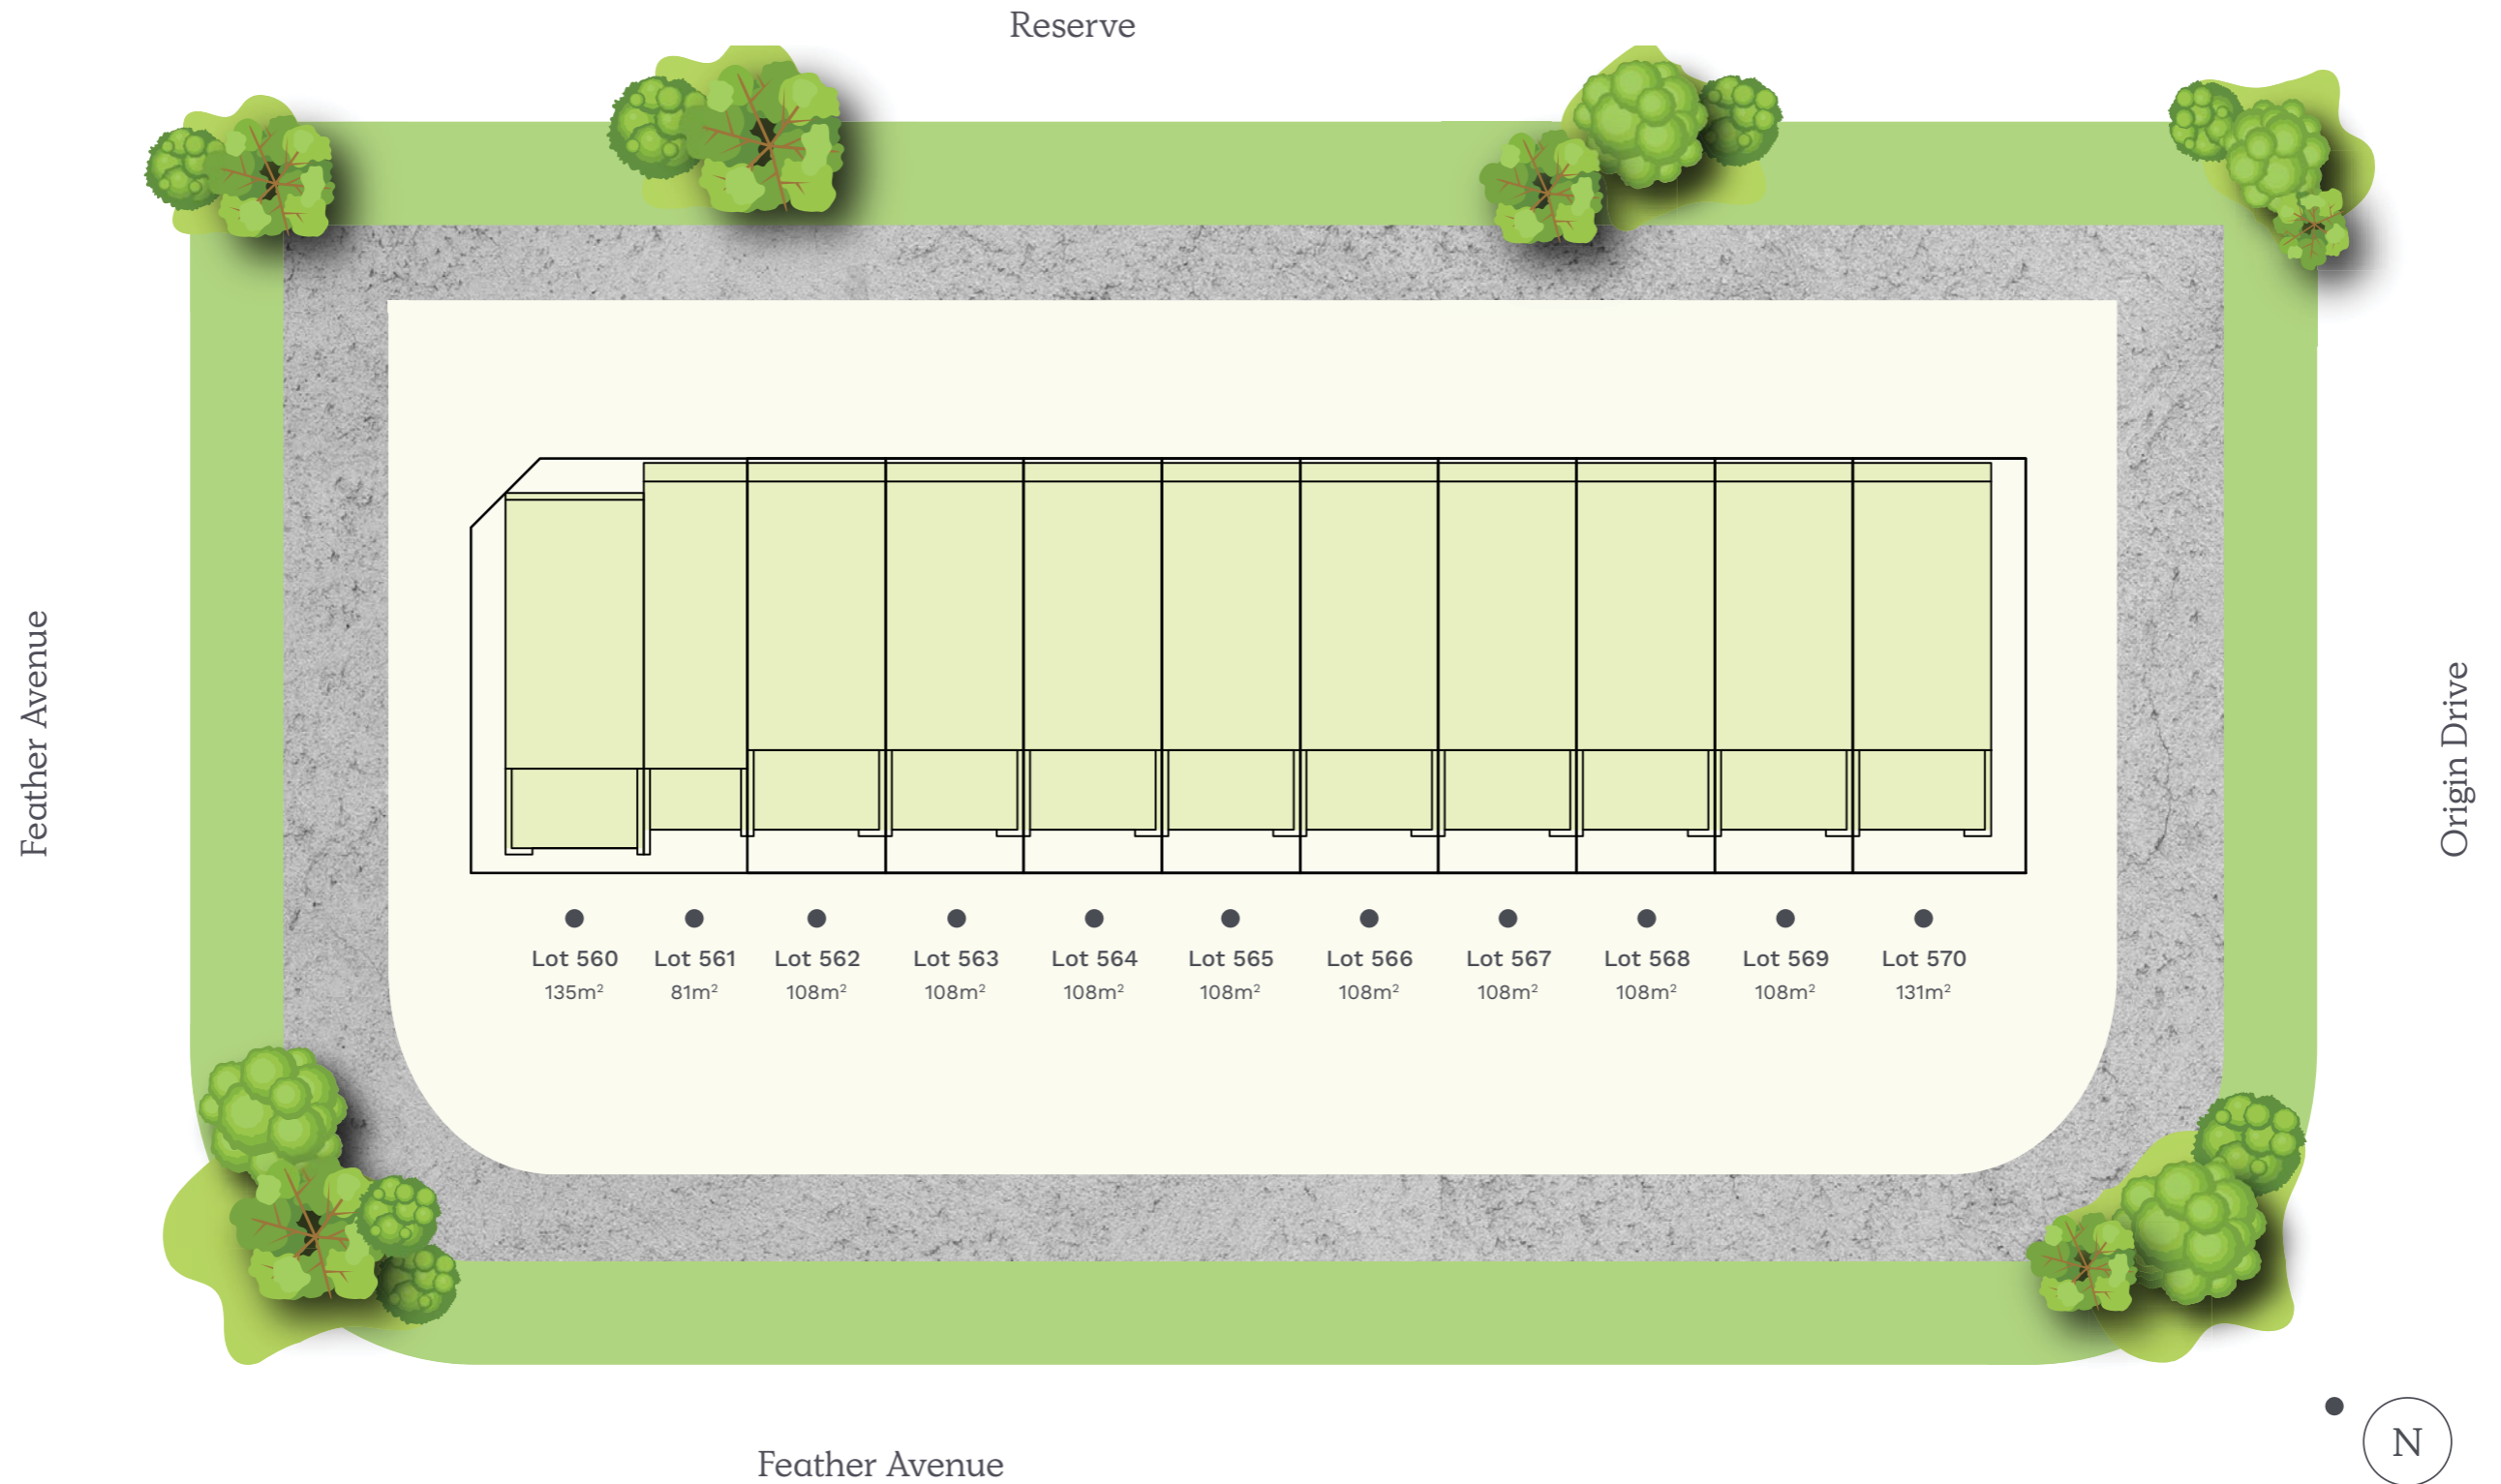 Reserve
Feather Avenue
Origin Drive
Lot 560
135m²
Lot 561
81m²
Lot 562
108m²
Lot 563
108m²
Lot 564
108m²
Lot 565
108m²
Lot 566
108m²
Lot 567
108m²
Lot 568
108m²
Lot 569
108m²
Lot 570
131m²
Feather Avenue
N